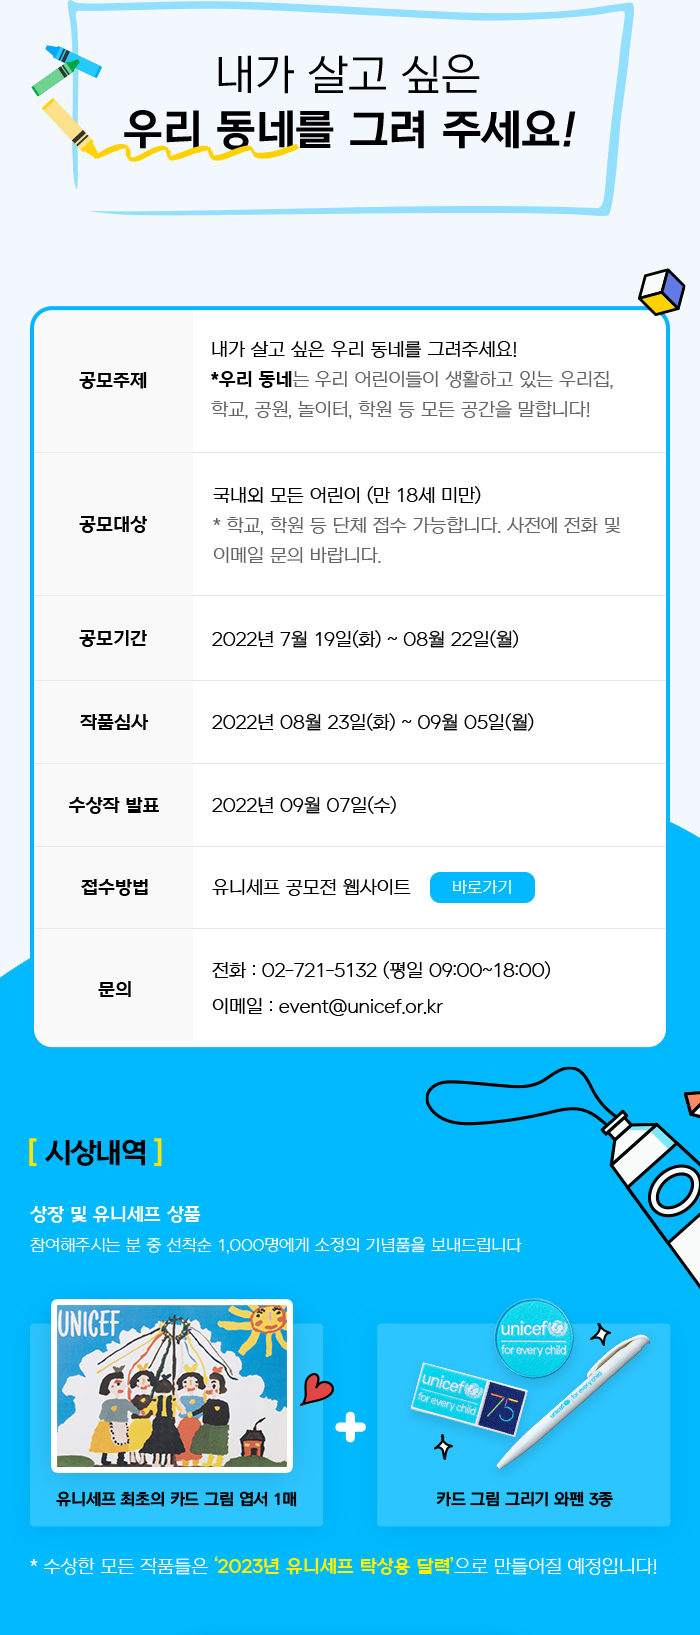 내가 살고 싶은
우리 동네를 그려 주세요!
공모주제
내가 살고 싶은 우리 동네를 그려주세요!
*우리 동네는 우리 어린이들이 생활하고 있는 우리집,
학교, 공원, 놀이터, 학원 등 모든 공간을 말합니다!
공모대상
국내외 모든 어린이 (만 18세 미만)
* 학교, 학원 등 단체 접수 가능합니다. 사전에 전화 및
이메일 문의 바랍니다.
공모기간
2022년 7월 19일(화) ~ 08월 22일(월)
작품심사
2022년 08월 23일(화) ~ 09월 05일(월)
수상작 발표
2022년 09월 07일(수)
접수방법
유니세프 공모전 웹사이트 바로가기
문의
전화 : 02-721-5132 (평일 09:00~18:00)
이메일 : event@unicef.or.kr
[ 시상내역 ]
상장 및 유니세프 상품
참여해주시는 분 중 선착순 1,000명에게 소정의 기념품을 보내드립니다
UNICEF
unicef
for every child
unicef
for every child
75
unicef for every child
유니세프 최초의 카드 그림 엽서 1매
카드 그림 그리기 와펜 3종
* 수상한 모든 작품들은 ‘2023년 유니세프 탁상용 달력’으로 만들어질 예정입니다!